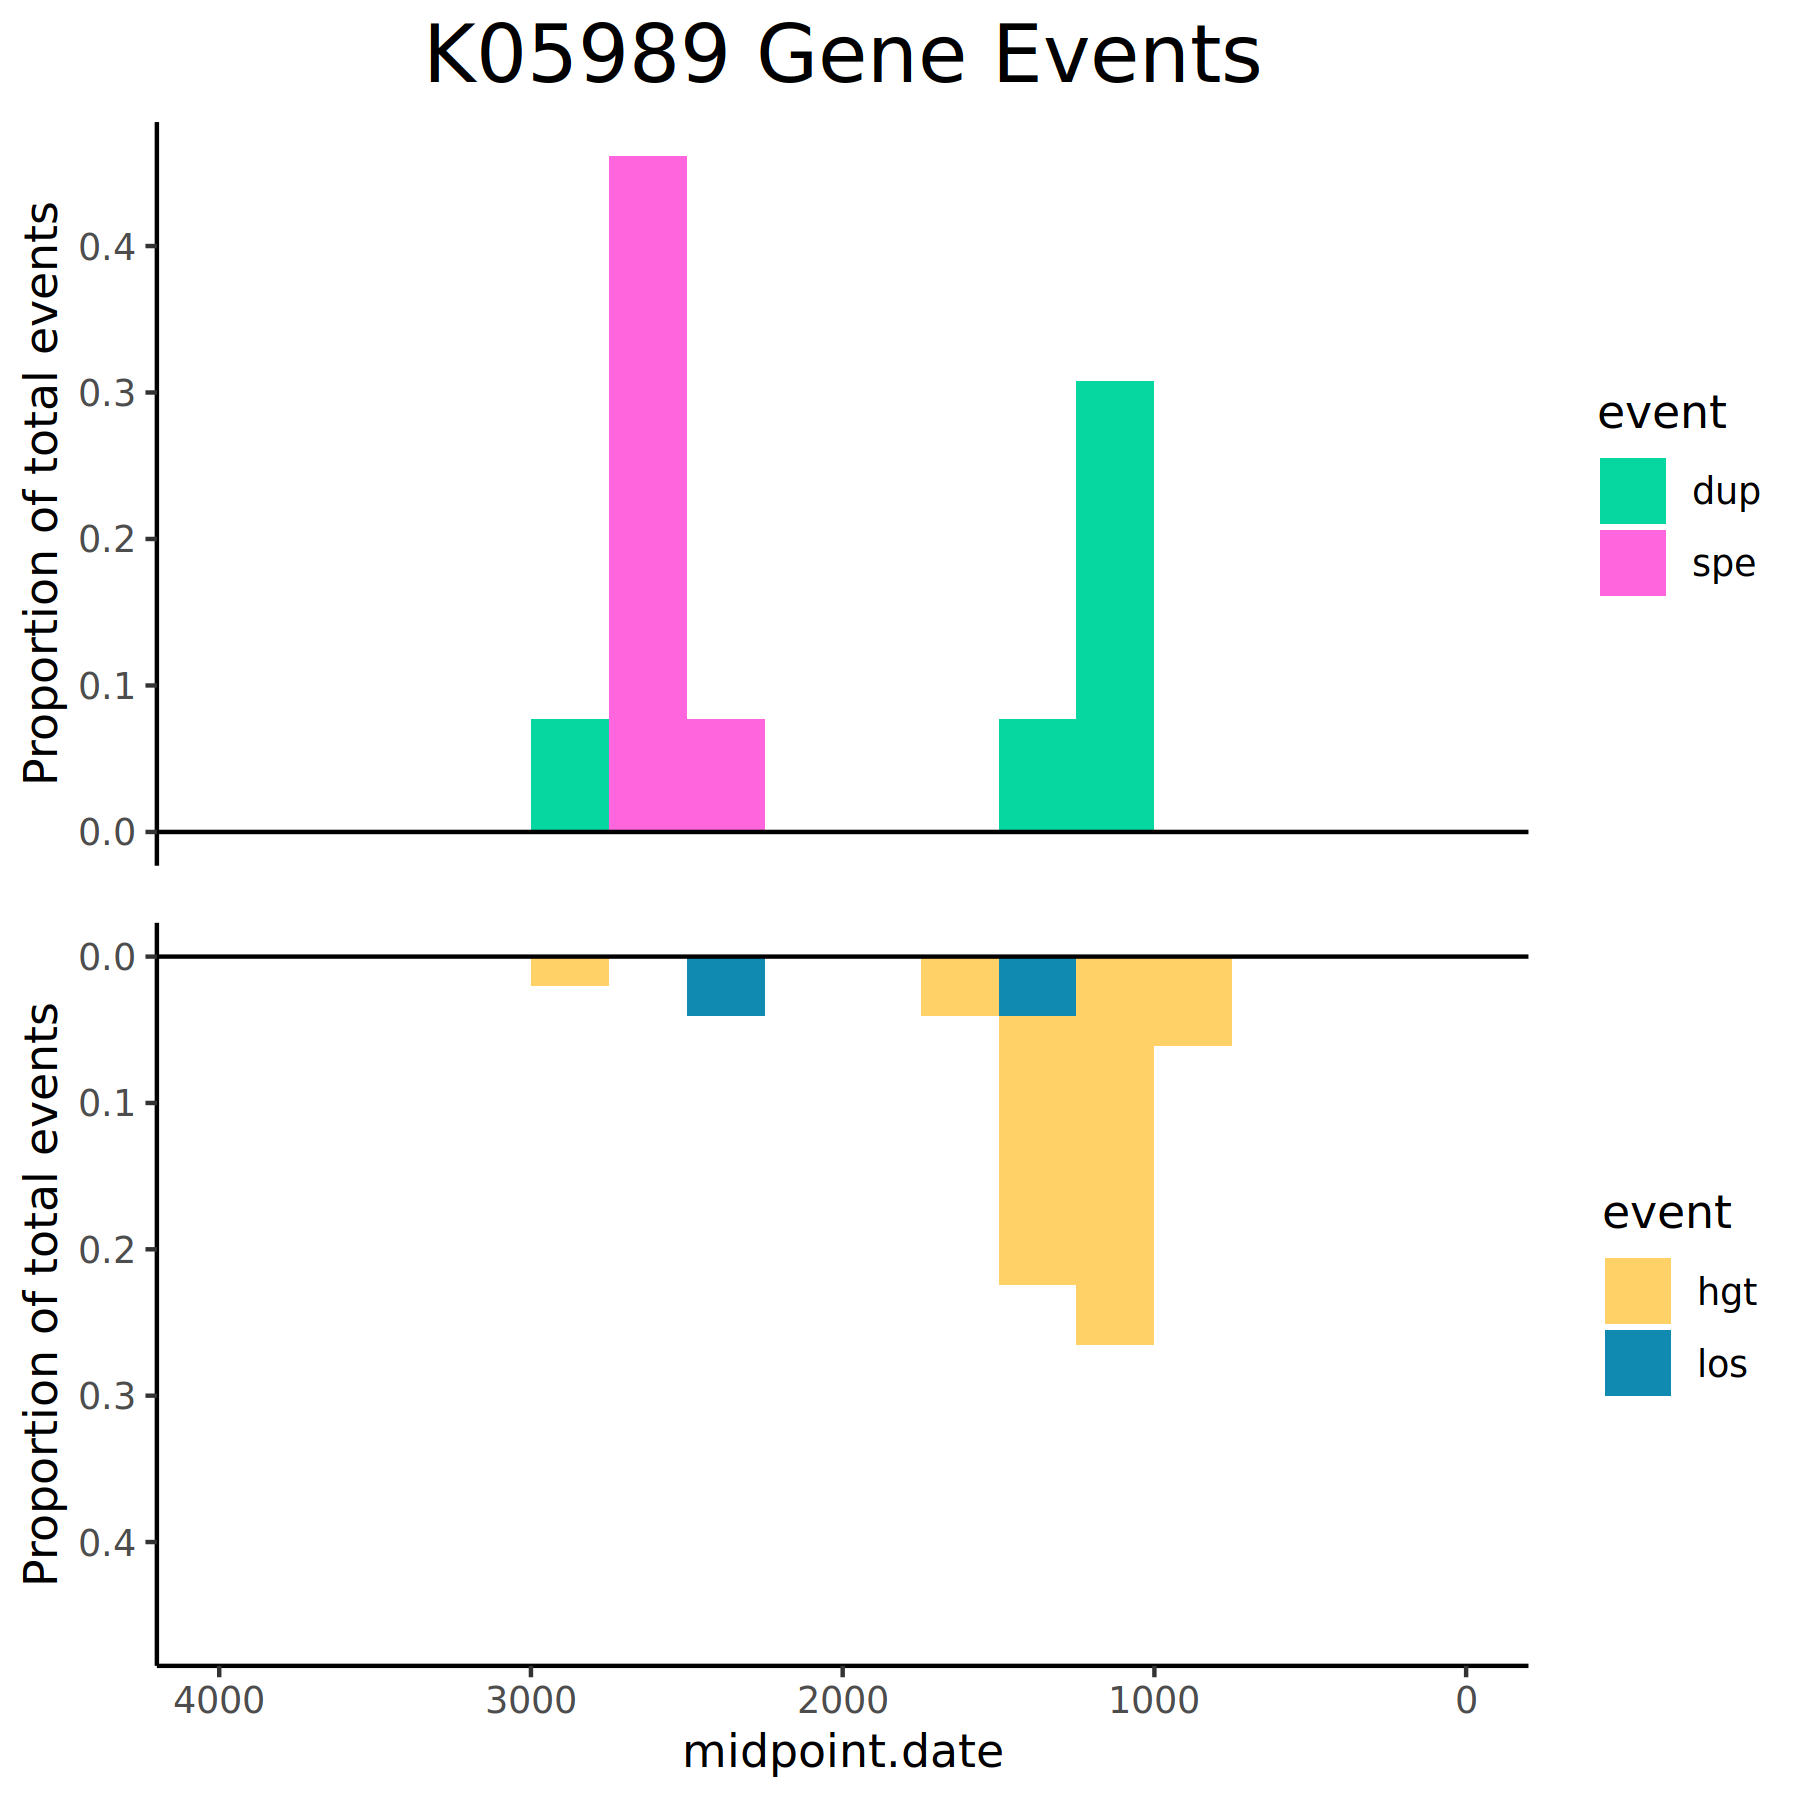 K05989 Gene Events
Proportion of total events
0.4
0.3
0.2
0.1
0.0
event
dup
spe
Proportion of total events
0.0
0.1
0.2
0.3
0.4
event
hgt
los
4000 3000 2000 1000 0
midpoint.date